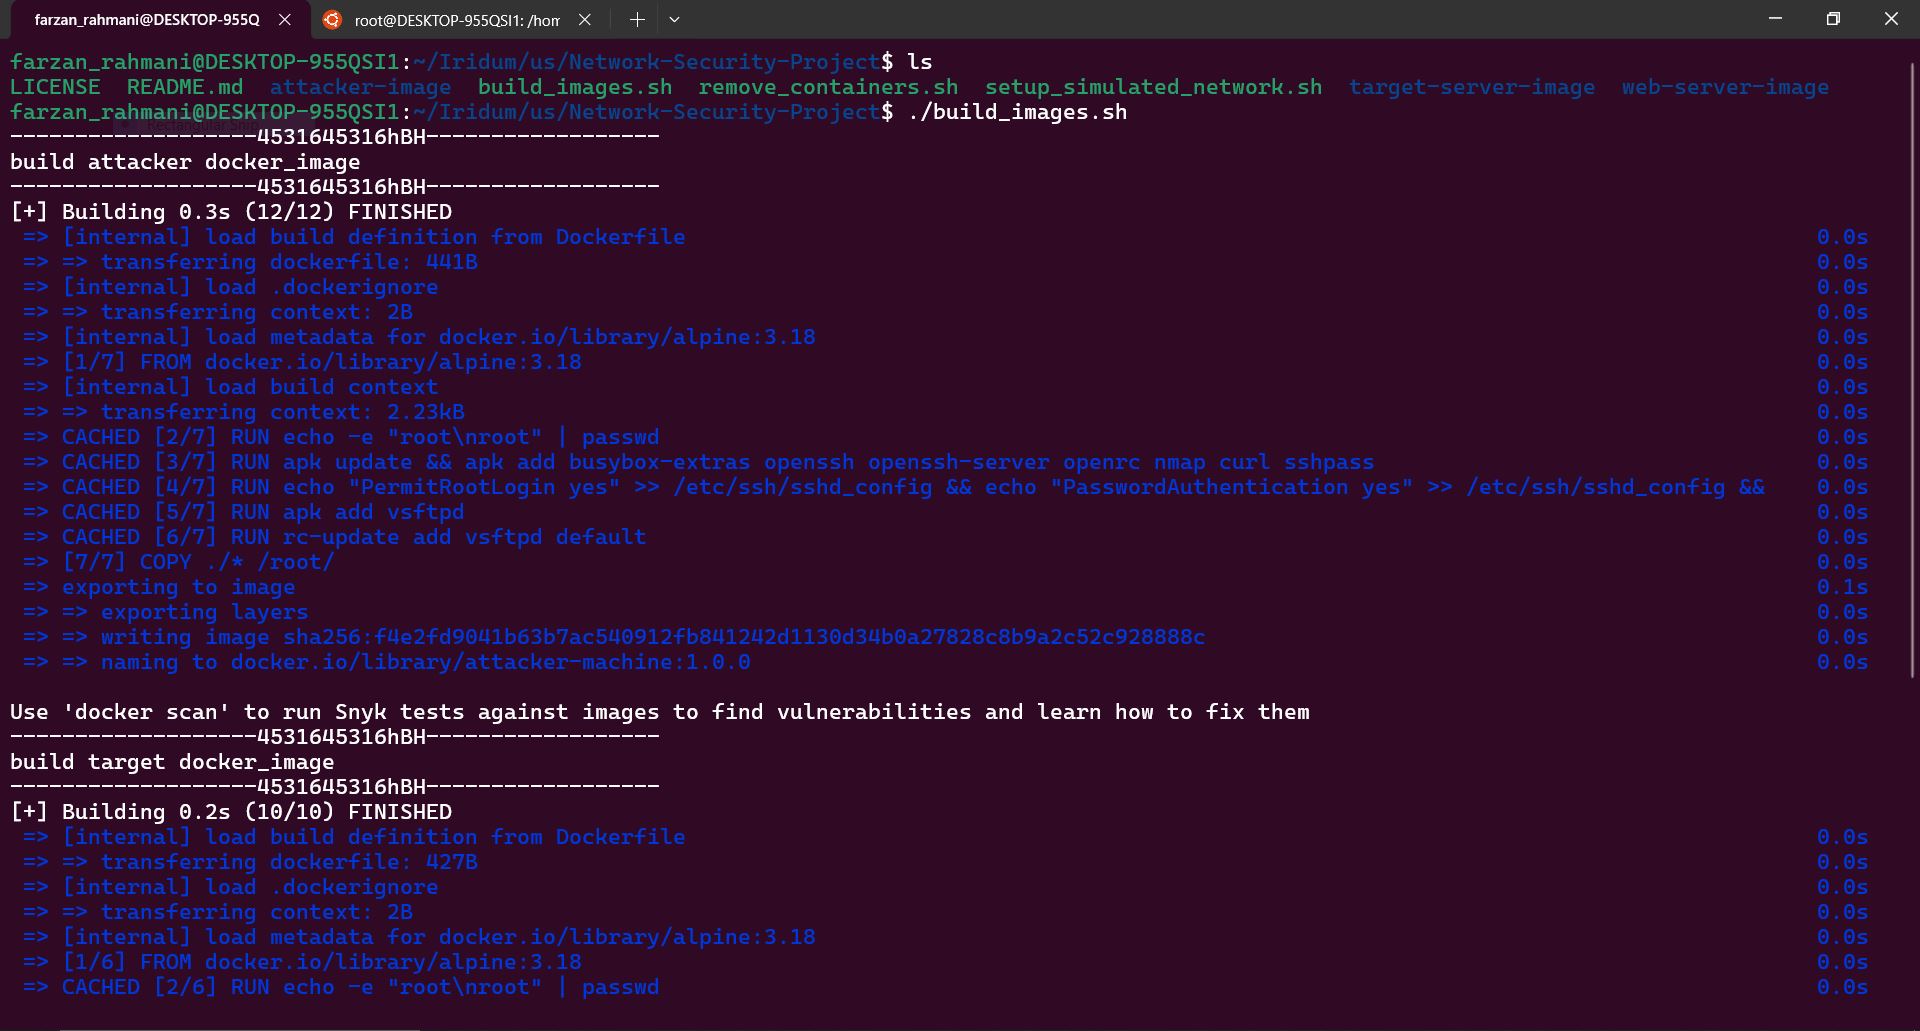 farzan_rahmani@DESKTOP-955Q
root@DESKTOP-955QSI1: /hom
farzan_rahmani@DESKTOP-955QSI1:~/Iridum/us/Network-Security-Project$ ls
LICENSE README.md attacker-image build_images.sh remove_containers.sh setup_simulated_network.sh target-server-image web-server-image
farzan_rahmani@DESKTOP-955QSI1:~/Iridum/us/Network-Security-Project$ ./build_images.sh
-------------------4531645316hBH------------------
build attacker docker_image
-------------------4531645316hBH------------------
[+] Building 0.3s (12/12) FINISHED
=> [internal] load build definition from Dockerfile 0.0s
=> => transferring dockerfile: 441B 0.0s
=> [internal] load .dockerignore 0.0s
=> => transferring context: 2B 0.0s
=> [internal] load metadata for docker.io/library/alpine:3.18 0.0s
=> [1/7] FROM docker.io/library/alpine:3.18 0.0s
=> [internal] load build context 0.0s
=> => transferring context: 2.23kB 0.0s
=> CACHED [2/7] RUN echo -e "root\nroot" | passwd 0.0s
=> CACHED [3/7] RUN apk update && apk add busybox-extras openssh openssh-server openrc nmap curl sshpass 0.0s
=> CACHED [4/7] RUN echo "PermitRootLogin yes" >> /etc/ssh/sshd_config && echo "PasswordAuthentication yes" >> /etc/ssh/sshd_config && 0.0s
=> CACHED [5/7] RUN apk add vsftpd 0.0s
=> CACHED [6/7] RUN rc-update add vsftpd default 0.0s
=> [7/7] COPY ./* /root/ 0.0s
=> exporting to image 0.1s
=> => exporting layers 0.0s
=> => writing image sha256:f4e2fd9041b63b7ac540912fb841242d1130d34b0a27828c8b9a2c52c928888c 0.0s
=> => naming to docker.io/library/attacker-machine:1.0.0 0.0s
Use 'docker scan' to run Snyk tests against images to find vulnerabilities and learn how to fix them
-------------------4531645316hBH------------------
build target docker_image
-------------------4531645316hBH------------------
[+] Building 0.2s (10/10) FINISHED
=> [internal] load build definition from Dockerfile 0.0s
=> => transferring dockerfile: 427B 0.0s
=> [internal] load .dockerignore 0.0s
=> => transferring context: 2B 0.0s
=> [internal] load metadata for docker.io/library/alpine:3.18 0.0s
=> [1/6] FROM docker.io/library/alpine:3.18 0.0s
=> CACHED [2/6] RUN echo -e "root\nroot" | passwd 0.0s